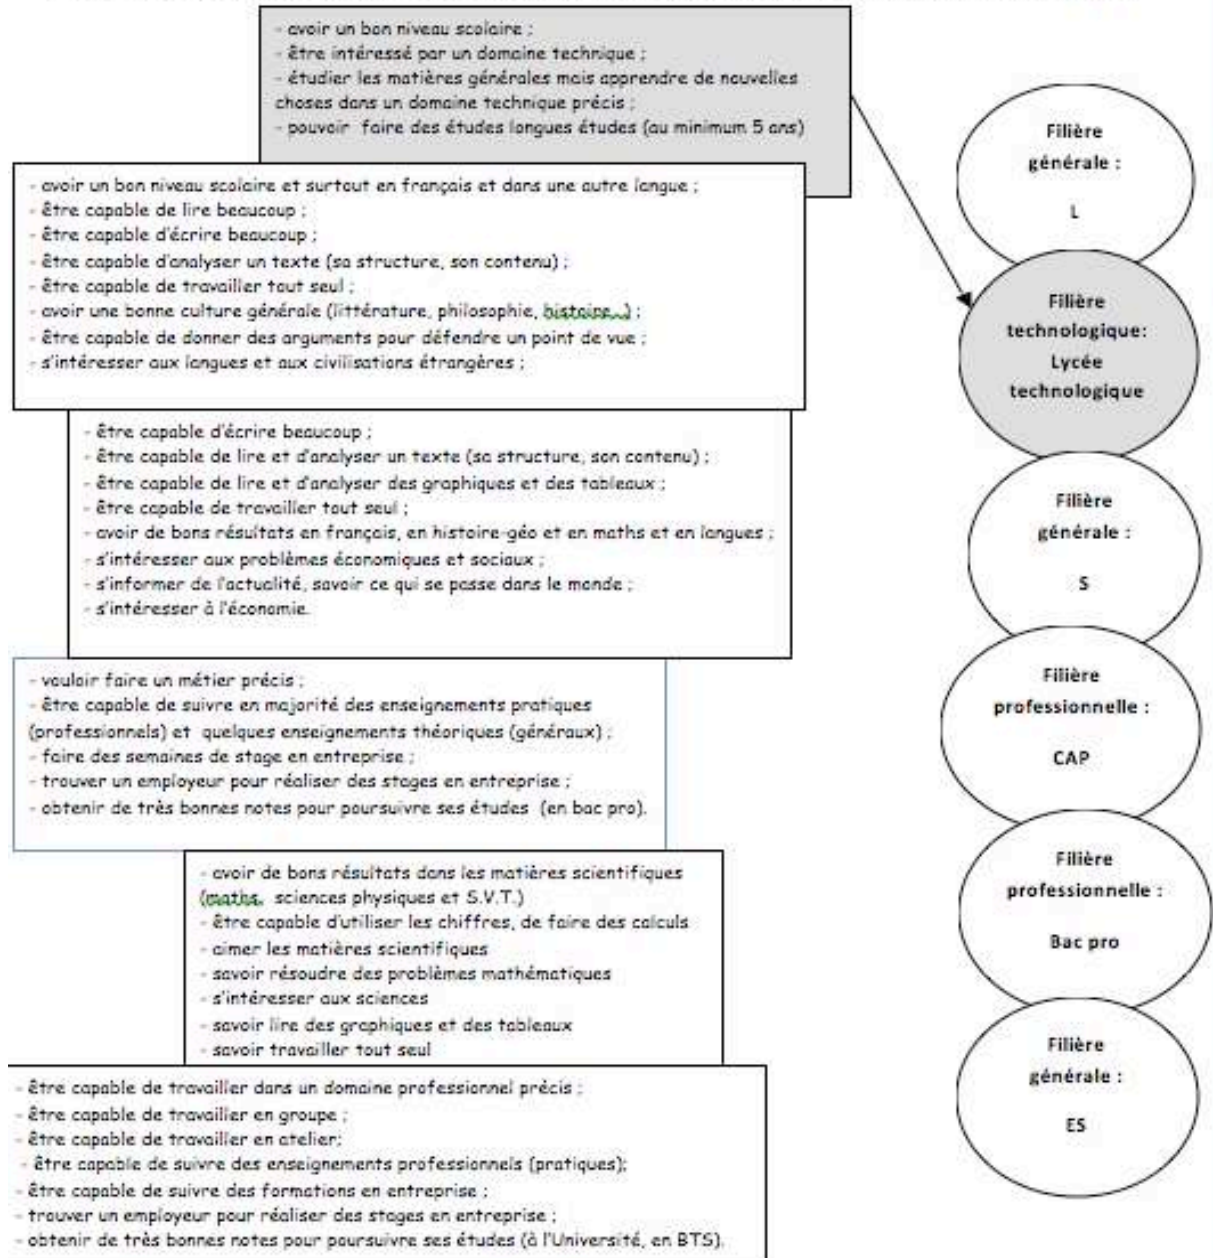 - avoir un bon niveau scolaire ;
- être intéressé par un domaine technique ;
- étudier les matières générales mais apprendre de nouvelles
choses dans un domaine technique précis ;
- pouvoir faire des études longues études (au minimum 5 ans)
- avoir un bon niveau scolaire et surtout en français et dans une autre langue ;
- être capable de lire beaucoup ;
- être capable d'écrire beaucoup ;
- être capable d'analyser un texte (sa structure, son contenu) ;
- être capable de travailler tout seul ;
- avoir une bonne culture générale (littérature, philosophie, histoire...) ;
- être capable de donner des arguments pour défendre un point de vue ;
- s'intéresser aux langues et aux civilisations étrangères ;
- être capable d'écrire beaucoup ;
- être capable de lire et d'analyser un texte (sa structure, son contenu) ;
- être capable de lire et d'analyser des graphiques et des tableaux ;
- être capable de travailler tout seul ;
- avoir de bons résultats en français, en histoire-géo et en maths et en langues ;
- s'intéresser aux problèmes économiques et sociaux ;
- s'informer de l'actualité, savoir ce qui se passe dans le monde ;
- s'intéresser à l'économie.
- vouloir faire un métier précis ;
- être capable de suivre en majorité des enseignements pratiques
(professionnels) et quelques enseignements théoriques (généraux) ;
- faire des semaines de stage en entreprise ;
- trouver un employeur pour réaliser des stages en entreprise ;
- obtenir de très bonnes notes pour poursuivre ses études (en bac pro).
- avoir de bons résultats dans les matières scientifiques
(maths, sciences physiques et S.V.T.)
- être capable d'utiliser les chiffres, de faire des calculs
- aimer les matières scientifiques
- savoir résoudre des problèmes mathématiques
- s'intéresser aux sciences
- savoir lire des graphiques et des tableaux
- savoir travailler tout seul
- être capable de travailler dans un domaine professionnel précis ;
- être capable de travailler en groupe ;
- être capable de travailler en atelier;
- être capable de suivre des enseignements professionnels (pratiques);
- être capable de suivre des formations en entreprise ;
- trouver un employeur pour réaliser des stages en entreprise ;
- obtenir de très bonnes notes pour poursuivre ses études (à l'Université, en BTS).
Filière
générale :
L
Filière
technologique:
Lycée
technologique
Filière
générale :
S
Filière
professionnelle :
CAP
Filière
professionnelle :
Bac pro
Filière
générale :
ES